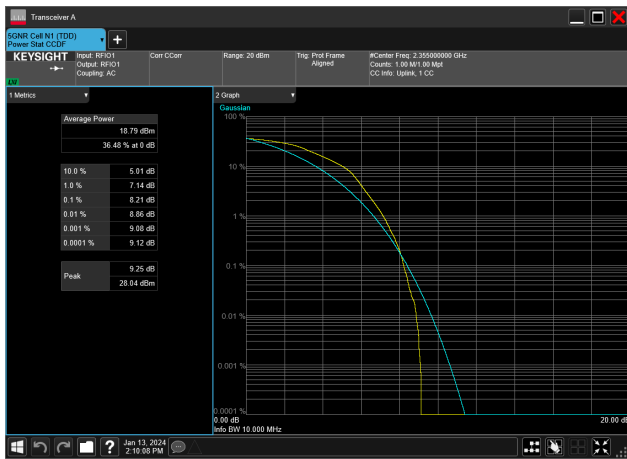 Transceiver A
5GNR Cell N1 (TDD)
Power Stat CCDF
KEYSIGHT
Input: RFIO1
Output: RFIO1
Coupling: AC
Corr CCorr
Range: 20 dBm
Trig: Prot Frame
Aligned
#Center Freq: 2.355000000 GHz
Counts: 1.00 M/1.00 Mpt
CC Info: Uplink, 1 CC
1 Metrics
Average Power
18.79 dBm
36.48 % at 0 dB
10.0 % 5.01 dB
1.0 % 7.14 dB
0.1 % 8.21 dB
0.01 % 8.86 dB
0.001 % 9.08 dB
0.0001 % 9.12 dB
Peak
9.25 dB
28.04 dBm
2 Graph
Gaussian
100 %
10 %
1 %
0.1 %
0.01 %
0.001 %
0.0001 %
0.00 dB
20.00 dB
Info BW 10.000 MHz
Jan 13, 2024
2:10:08 PM